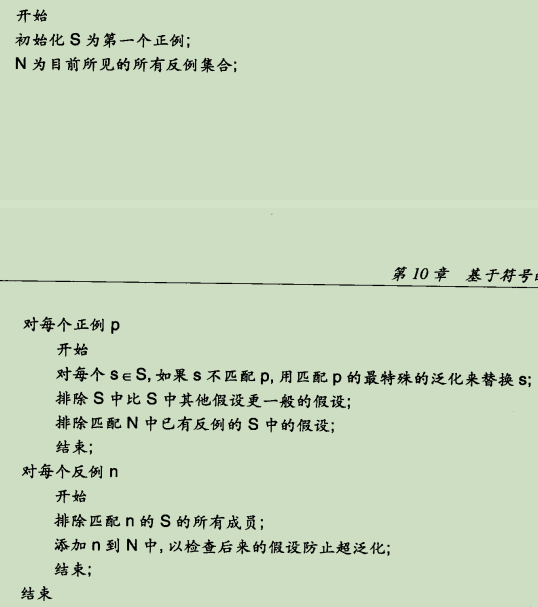 开始
初始化 S 为第一个正例;
N 为目前所见的所有反例集合;
第 10 章 基于符号的
对每个正例 p
开始
对每个 s∈S, 如果 s 不匹配 p, 用匹配 p 的最特殊的泛化来替换 s;
排除 S 中比 S 中其他假设更一般的假设;
排除匹配 N 中已有反例的 S 中的假设;
结束;
对每个反例 n
开始
排除匹配 n 的 S 的所有成员;
添加 n 到 N 中, 以检查后来的假设防止超泛化;
结束;
结束